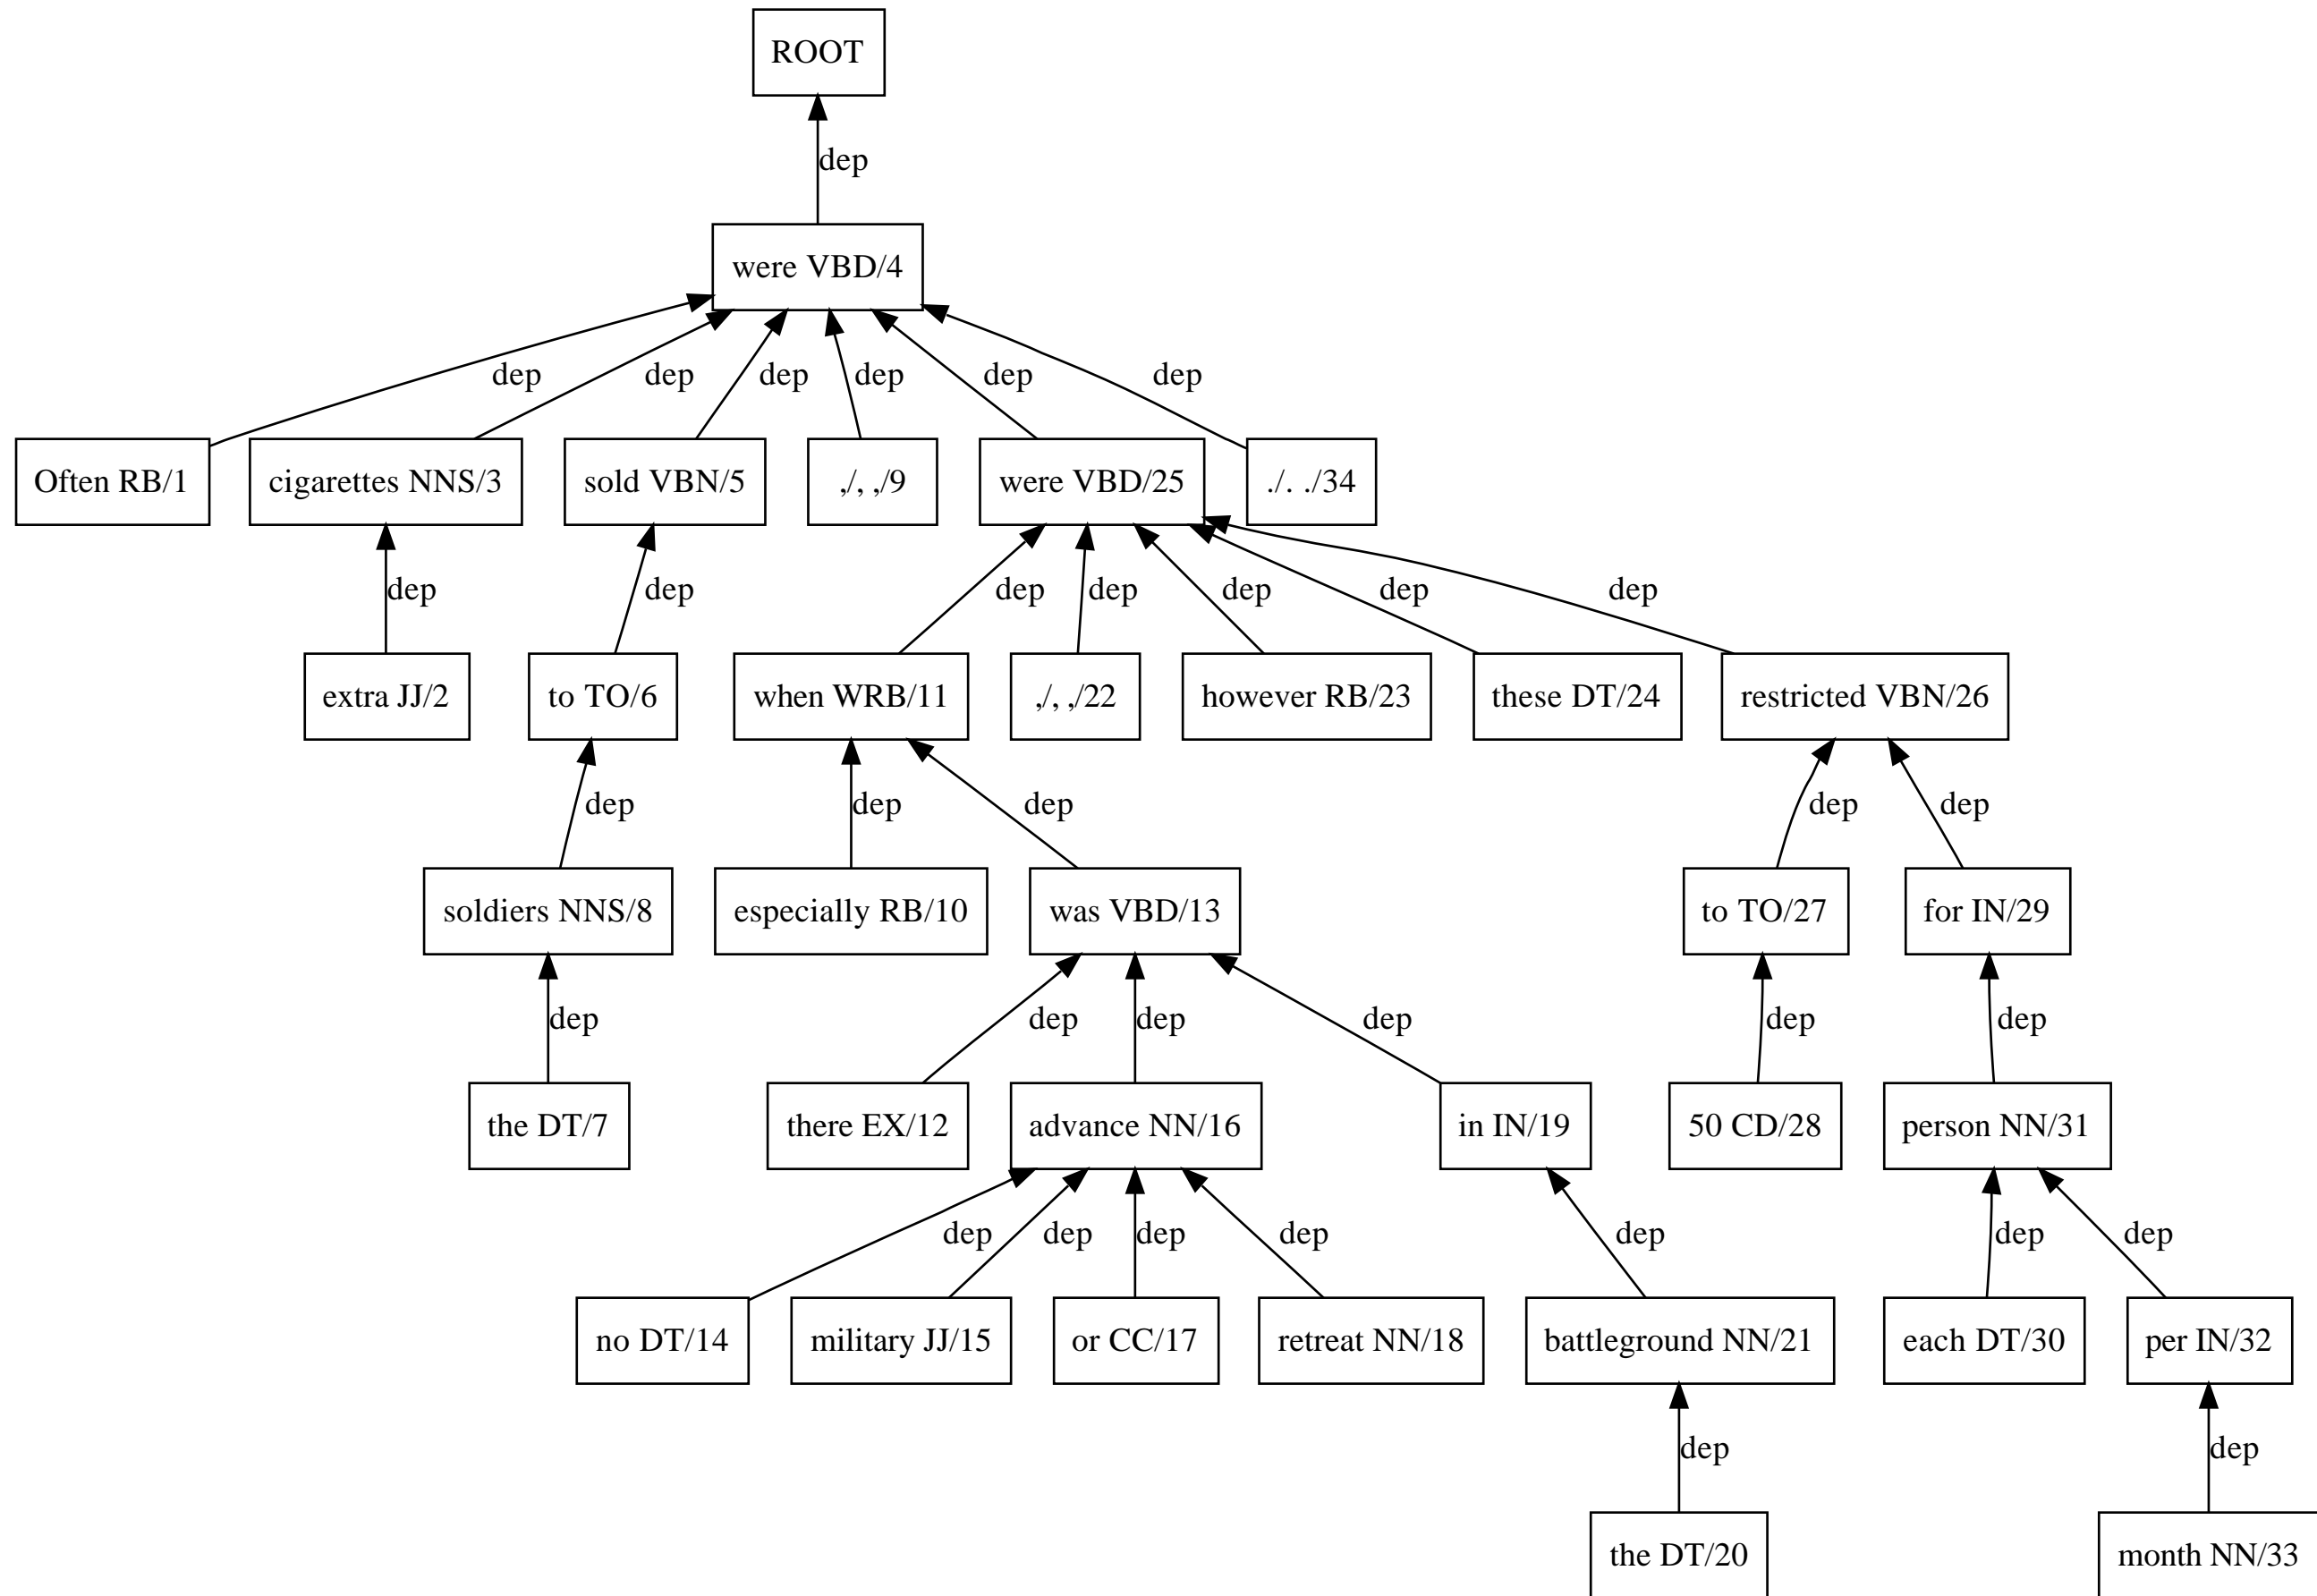 ROOT
dep
were VBD/4
dep dep dep dep dep dep
Often RB/1 cigarettes NNS/3 sold VBN/5 ,/, ,/9 were VBD/25 ./. ./34
dep dep dep dep dep dep dep
extra JJ/2 to TO/6 when WRB/11 ,/, ,/22 however RB/23 these DT/24 restricted VBN/26
dep dep dep dep dep
soldiers NNS/8 especially RB/10 was VBD/13 to TO/27 for IN/29
dep dep dep dep dep dep
the DT/7 there EX/12 advance NN/16 in IN/19 50 CD/28 person NN/31
dep dep dep dep dep dep dep
no DT/14 military JJ/15 or CC/17 retreat NN/18 battleground NN/21 each DT/30 per IN/32
dep dep
the DT/20 month NN/33